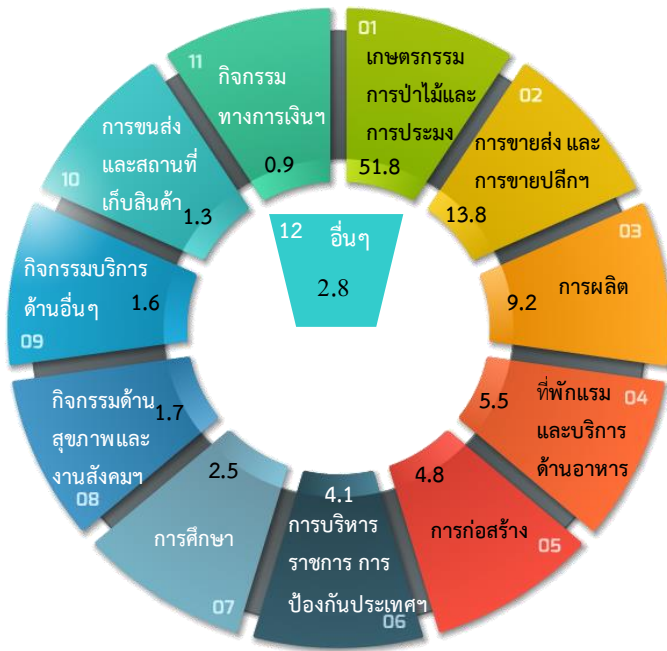 01
เกษตรกรรม
การป่าไม้และ
การประมง
51.8
02
การขายส่ง และ
การขายปลีกฯ
13.8
03
การผลิต
9.2
04
ที่พักแรม
และบริการ
ด้านอาหาร
5.5
05
การก่อสร้าง
4.8
06
4.1
การบริหาร
ราชการ การ
ป้องกันประเทศฯ
07
การศึกษา
2.5
08
กิจกรรมด้าน
สุขภาพและ
งานสังคมฯ
1.7
09
กิจกรรมบริการ
ด้านอื่นๆ
1.6
10
การขนส่ง
และสถานที่
เก็บสินค้า
1.3
11
กิจกรรม
ทางการเงินฯ
0.9
12 อื่นๆ
2.8